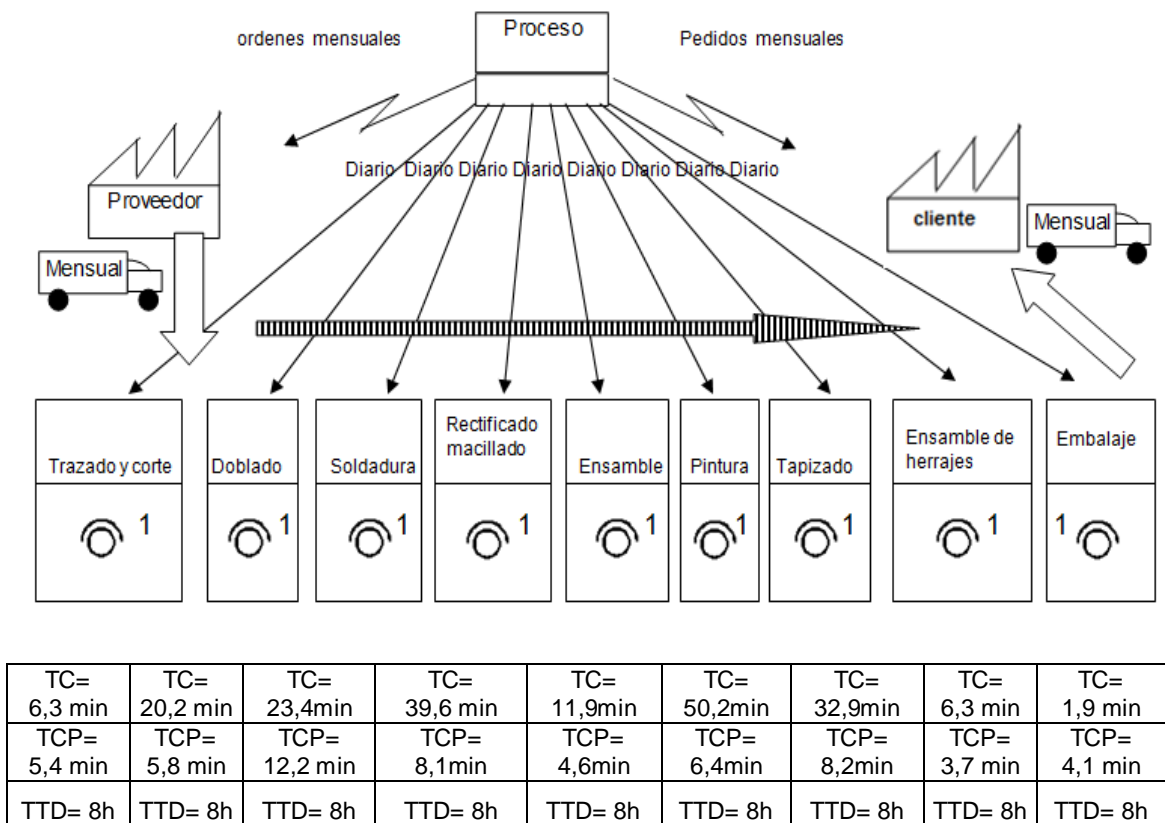 ordenes mensuales
Proceso
Pedidos mensuales
Diario Diario Diario Diario Diario Diario Diario Diario
Proveedor
Mensual
cliente
Mensual
Trazado y corte
Doblado
Soldadura
Rectificado
macillado
Ensamble
Pintura
Tapizado
Ensamble de
herrajes
Embalaje
1
1
1
1
1
1
1
1
1
TC= TC= TC= TC= TC= TC= TC= TC= TC=
6,3 min 20,2 min 23,4min 39,6 min 11,9min 50,2min 32,9min 6,3 min 1,9 min
TCP= TCP= TCP= TCP= TCP= TCP= TCP= TCP= TCP=
5,4 min 5,8 min 12,2 min 8,1min 4,6min 6,4min 8,2min 3,7 min 4,1 min
TTD= 8h TTD= 8h TTD= 8h TTD= 8h TTD= 8h TTD= 8h TTD= 8h TTD= 8h TTD= 8h